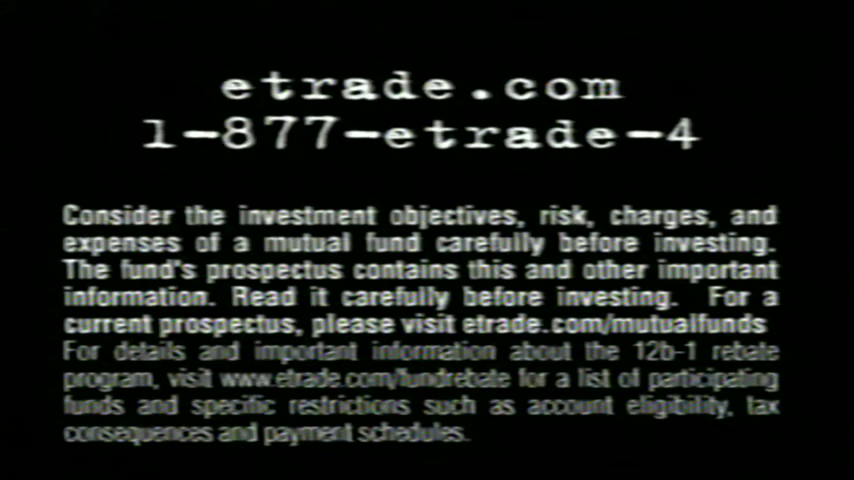 etrade.com
1-877-etrade-4
Consider the investment objectives, risk, charges, and
expenses of a mutual fund carefully before investing.
The fund's prospectus contains this and other important
information. Read it carefully before investing. For a
current prospectus, please visit etrade.com/mutualfunds
For details and important information about the 12b-1 rebate
program, visit www.etrade.com/fundrebate for a list of participating
funds and specific restrictions such as account eligibility, tax
consequences and payment schedules.